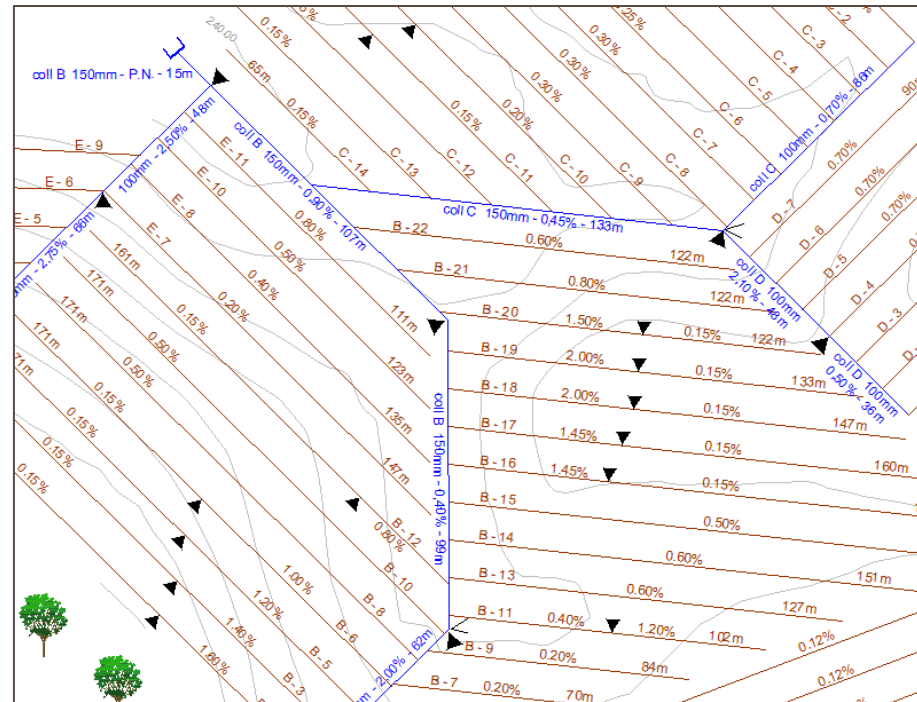 24000
0.15%
65m
0.15%
0.15%
0.15%
0.20%
0.30%
0.30%
0.30%
0.25%
C - 2
C - 3
C - 4
C - 5
C - 6
C - 7
C - 8
C - 9
C - 10
C - 11
C - 12
C - 13
C - 14
coll B 150mm - P.N. - 15m
100mm - 2,50% - 48m
coll B 150mm - 0,90% - 107m
coll C 150mm - 0,45% - 133m
coll C 100mm - 0,70% - 86m
90
0.70%
0.70%
0.70%
D - 7
D - 6
D - 5
D - 4
D - 3
coll D 100mm
2,10% - 48m
coll D 100mm
0,50% - 36m
E - 9
E - 6
E - 5
E - 11
E - 10
E - 8
E - 7
mm - 2,75% - 66m
161m
171m
171m
171m
71m
0.80%
0.50%
0.40%
0.20%
0.15%
0.50%
0.50%
0.15%
0.15%
0.15%
111m
123m
135m
147m
B - 22
0.60%
122m
B - 21
0.80%
122m
B - 20
1.50%
0.15%
122m
B - 19
2.00%
0.15%
133m
B - 18
2.00%
0.15%
147m
B - 17
1.45%
0.15%
160m
B - 16
1.45%
0.15%
B - 15
0.50%
B - 14
0.60%
151m
B - 13
0.60%
127m
B - 11
0.40%
1.20%
102m
B - 9
0.20%
84m
B - 7
0.20%
70m
0.12%
0.12%
coll B 150mm - 0,40% - 99m
B - 12
0.80%
B - 10
1.00%
B - 8
1.20%
B - 6
1.40%
B - 5
1.60%
B - 3
mm - 2,00% - 62m